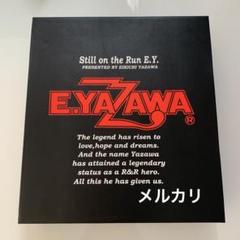 Still on the Run E.Y.
PRESENTED BY EIKICHI YAZAWA
E.YAZAWA®
The legend has risen to
love,hope and dreams.
And the name Yazawa
has attained a legendary
status as a R&R hero.
All this he has given us.
メルカリ